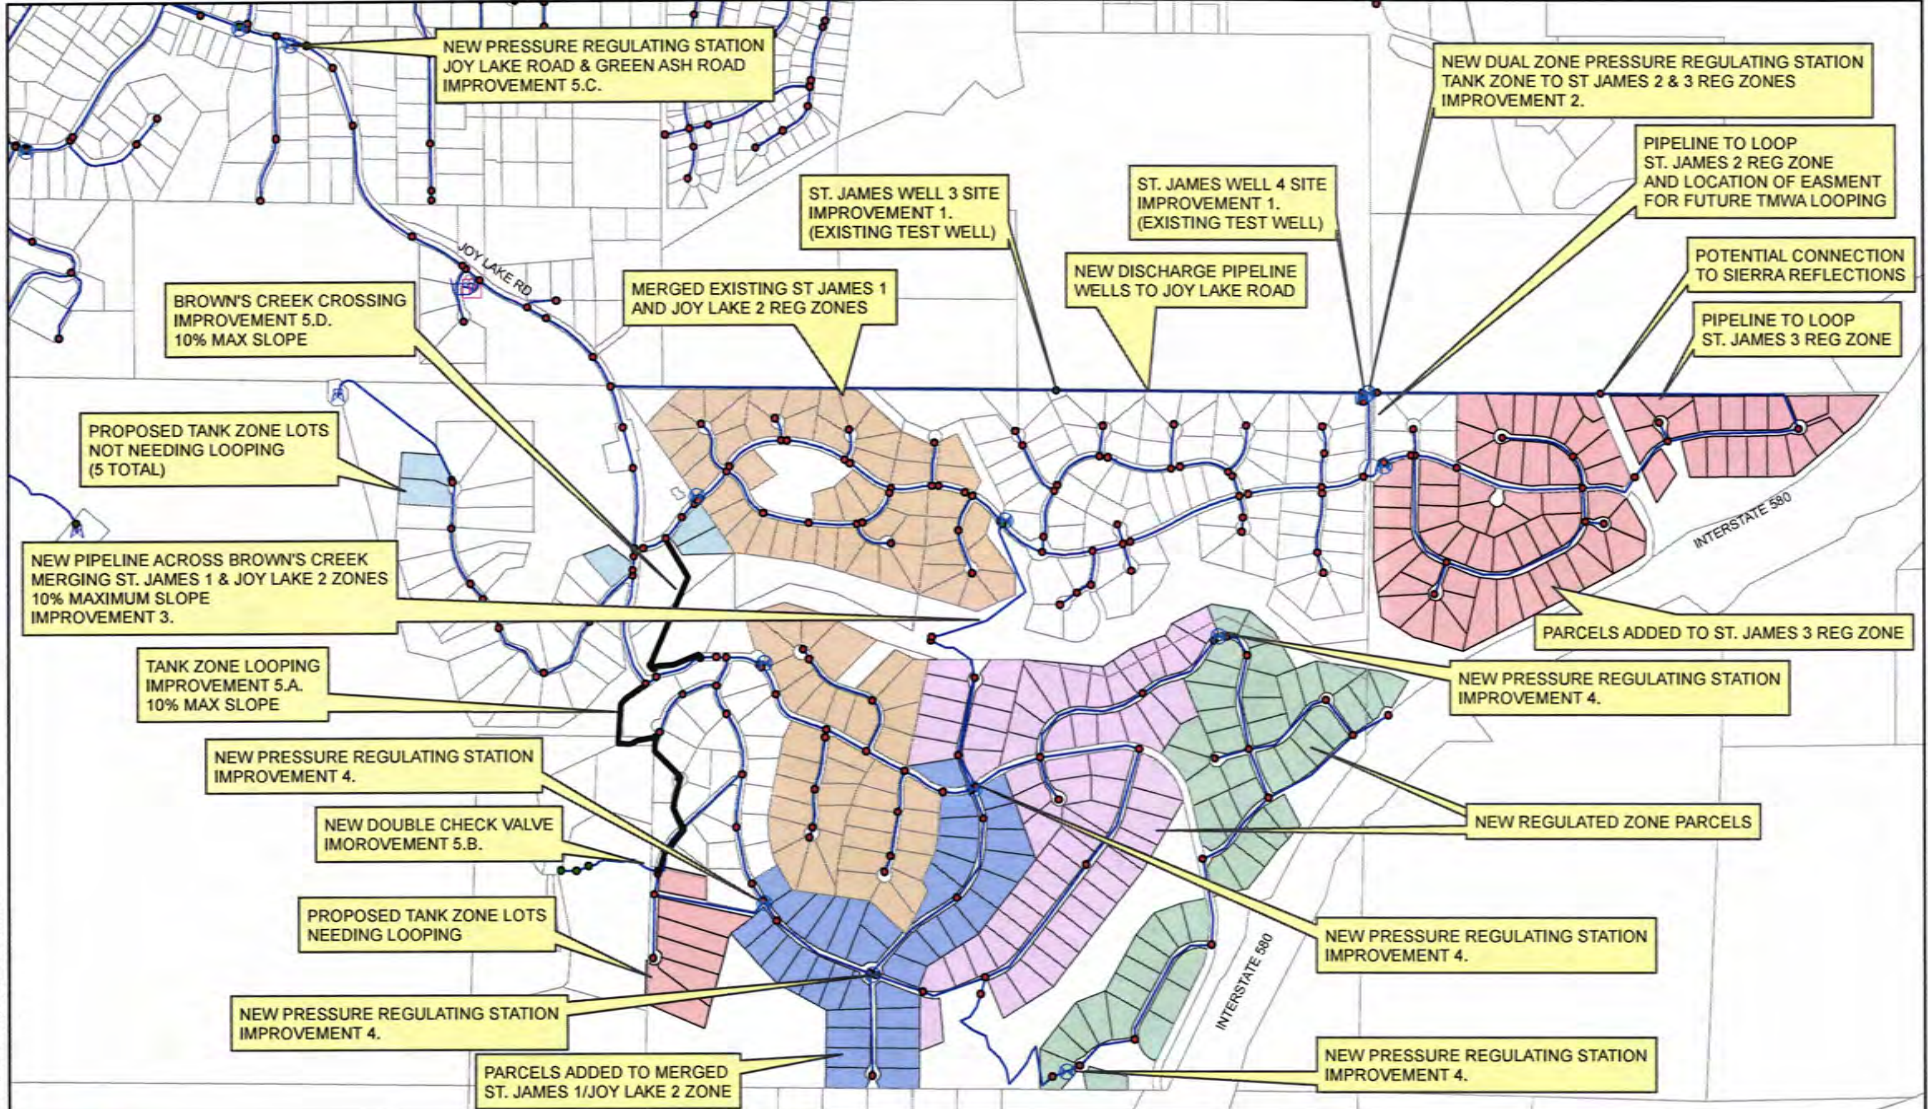 NEW PRESSURE REGULATING STATION
JOY LAKE ROAD & GREEN ASH ROAD
IMPROVEMENT 5.C.
NEW DUAL ZONE PRESSURE REGULATING STATION
TANK ZONE TO ST JAMES 2 & 3 REG ZONES
IMPROVEMENT 2.
PIPELINE TO LOOP
ST. JAMES 2 REG ZONE
AND LOCATION OF EASMENT
FOR FUTURE TMWA LOOPING
ST. JAMES WELL 3 SITE
IMPROVEMENT 1.
(EXISTING TEST WELL)
ST. JAMES WELL 4 SITE
IMPROVEMENT 1.
(EXISTING TEST WELL)
JOY LAKE RD
NEW DISCHARGE PIPELINE
WELLS TO JOY LAKE ROAD
POTENTIAL CONNECTION
TO SIERRA REFLECTIONS
MERGED EXISTING ST JAMES 1
AND JOY LAKE 2 REG ZONES
BROWN'S CREEK CROSSING
IMPROVEMENT 5.D.
10% MAX SLOPE
PIPELINE TO LOOP
ST. JAMES 3 REG ZONE
PROPOSED TANK ZONE LOTS
NOT NEEDING LOOPING
(5 TOTAL)
INTERSTATE 580
NEW PIPELINE ACROSS BROWN'S CREEK
MERGING ST. JAMES 1 & JOY LAKE 2 ZONES
10% MAXIMUM SLOPE
IMPROVEMENT 3.
PARCELS ADDED TO ST. JAMES 3 REG ZONE
TANK ZONE LOOPING
IMPROVEMENT 5.A.
10% MAX SLOPE
NEW PRESSURE REGULATING STATION
IMPROVEMENT 4.
NEW PRESSURE REGULATING STATION
IMPROVEMENT 4.
NEW DOUBLE CHECK VALVE
IMOROVEMENT 5.B.
NEW REGULATED ZONE PARCELS
PROPOSED TANK ZONE LOTS
NEEDING LOOPING
NEW PRESSURE REGULATING STATION
IMPROVEMENT 4.
INTERSTATE 580
NEW PRESSURE REGULATING STATION
IMPROVEMENT 4.
NEW PRESSURE REGULATING STATION
IMPROVEMENT 4.
PARCELS ADDED TO MERGED
ST. JAMES 1/JOY LAKE 2 ZONE